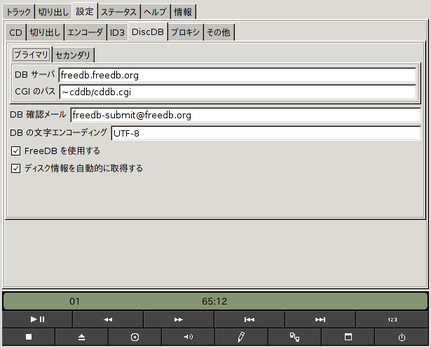 トラック 切り出し 設定 ステータス ヘルプ 情報
CD 切り出し エンコーダ ID3 DiscDB プロキシ その他
プライマリ セカンダリ
DB サーバ freedb.freedb.org
CGI のパス ~cddb/cddb.cgi
DB 確認メール freedb-submit@freedb.org
DB の文字エンコーディング UTF-8
FreeDB を使用する
ディスク情報を自動的に取得する
01 65:12
123